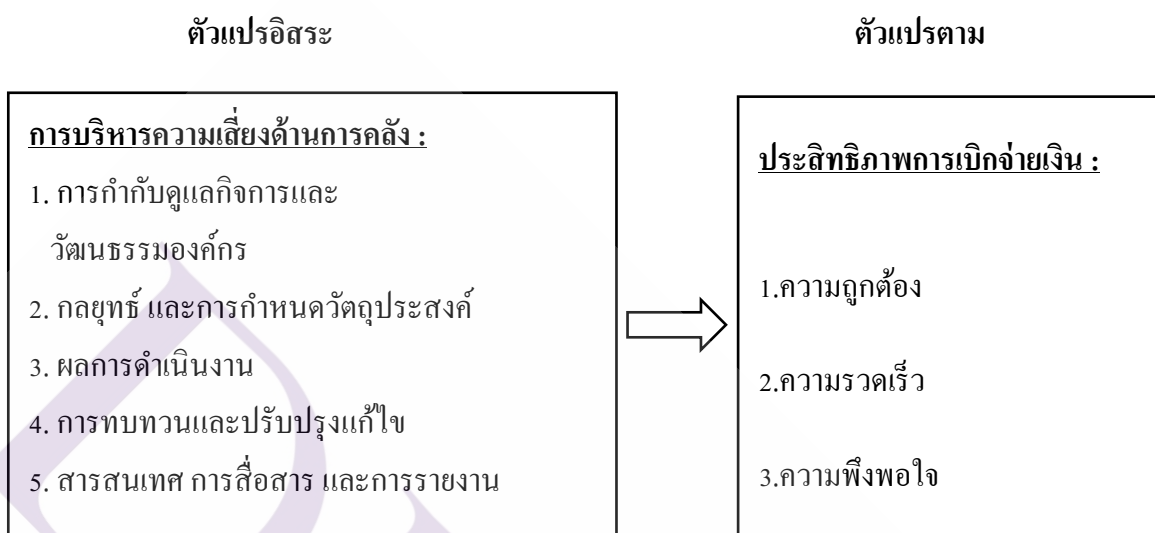 ตัวแปรอิสระ
ตัวแปรตาม
การบริหารความเสี่ยงด้านการคลัง :
1. การกำกับดูแลกิจการและ
วัฒนธรรมองค์กร
2. กลยุทธ์ และการกำหนดวัตถุประสงค์
3. ผลการดำเนินงาน
4. การทบทวนและปรับปรุงแก้ไข
5. สารสนเทศ การสื่อสาร และการรายงาน
ประสิทธิภาพการเบิกจ่ายเงิน :
1.ความถูกต้อง
2.ความรวดเร็ว
3.ความพึงพอใจ